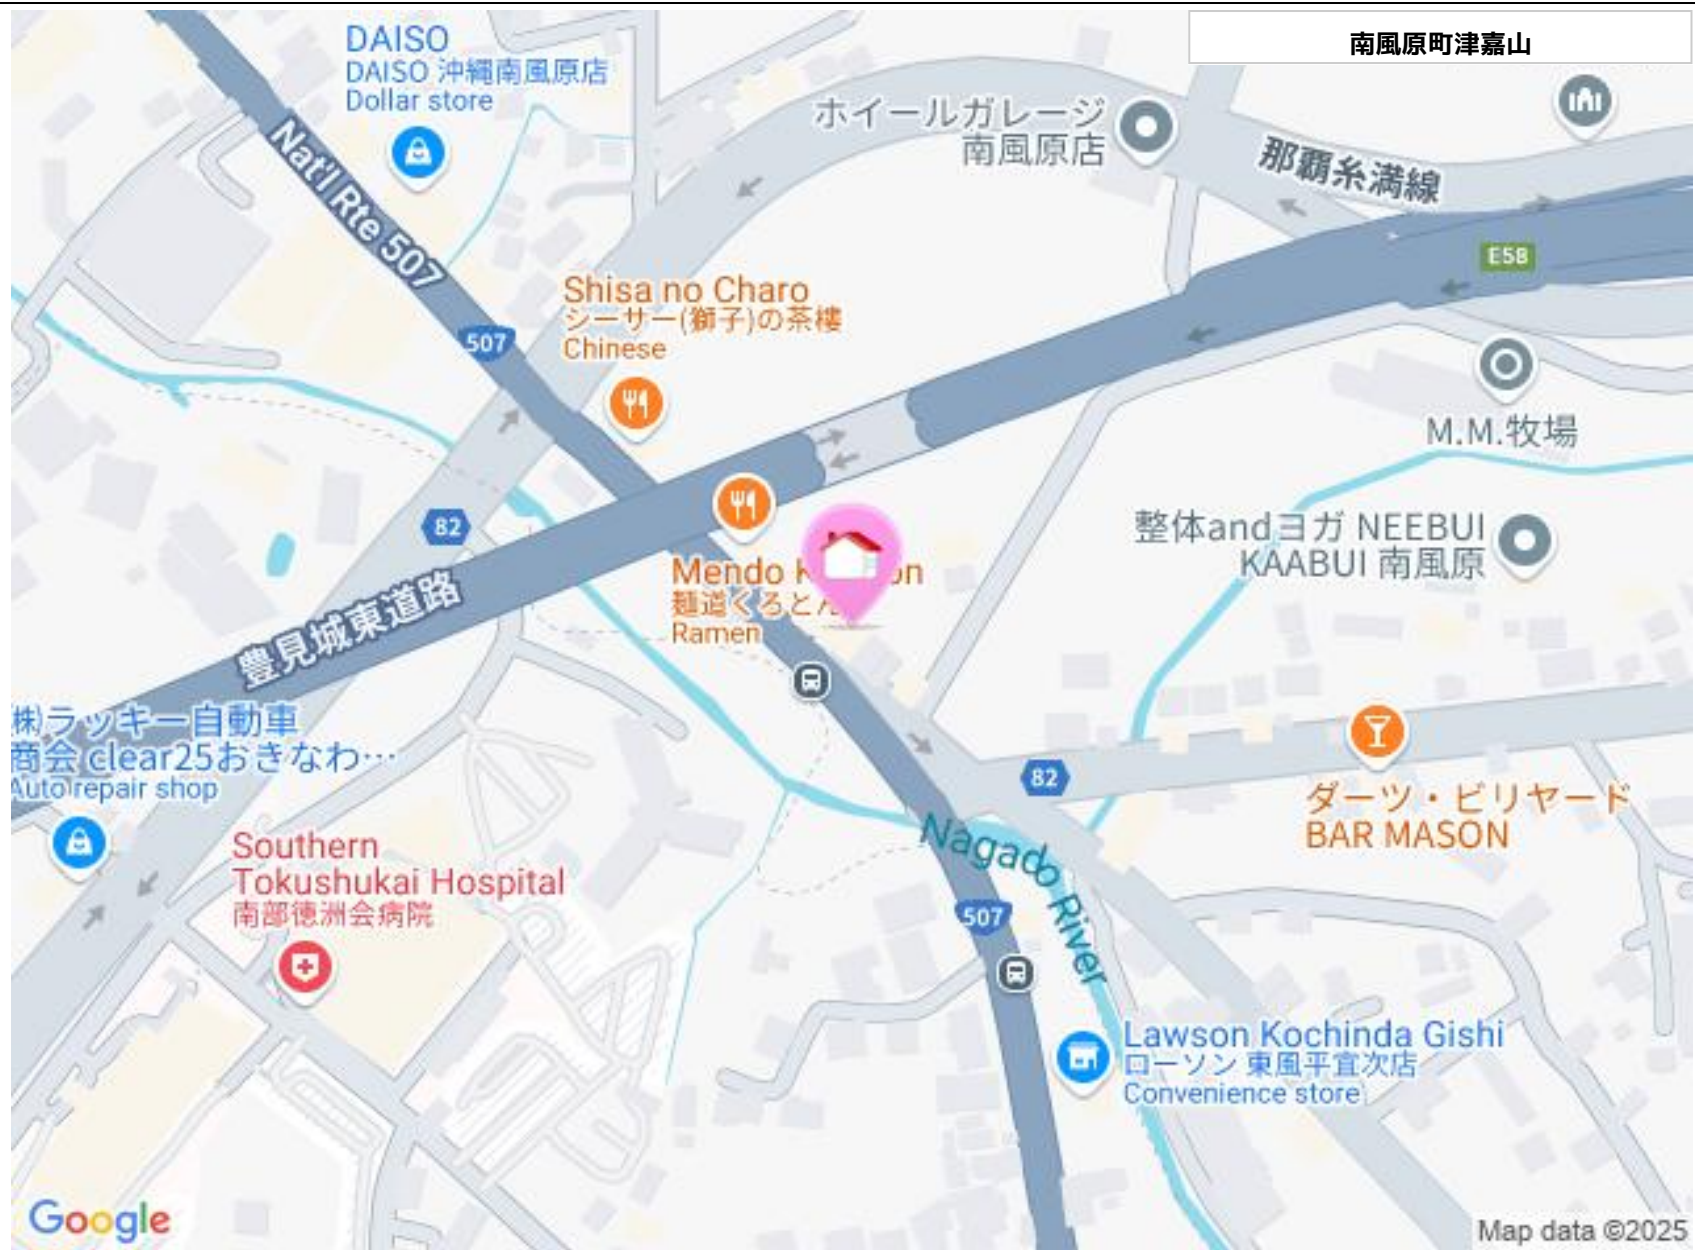 南風原町津嘉山
DAISO
DAISO 沖縄南風原店
Dollar store
ホイールガレージ
南風原店
那覇糸満線
Nat'l Rte 507
E58
Shisa no Charo
シーサー(獅子)の茶樓
Chinese
507
M.M.牧場
82
整体andヨガ NEEBUI
KAABUI 南風原
Mendo K
on
麺道くろとん
Ramen
豊見城東道路
㈱ラッキー自動車
商会 clear25おきなわ…
Auto repair shop
82
ダーツ・ビリヤード
BAR MASON
Nagado River
Southern
Tokushukai Hospital
南部徳洲会病院
507
Lawson Kochinda Gishi
ローソン 東風平宜次店
Convenience store
Google
Map data ©2025